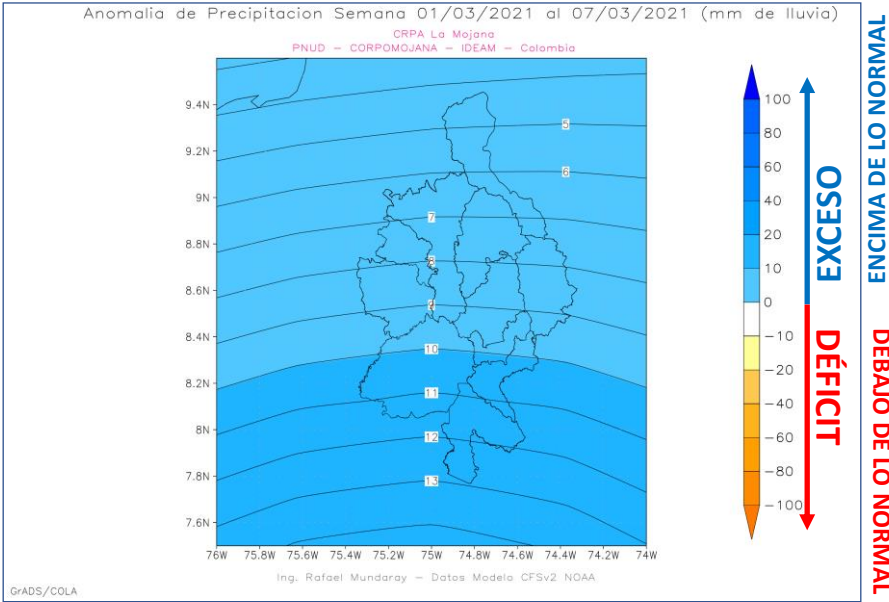 Anomalia de Precipitacion Semana 01/03/2021 al 07/03/2021 (mm de lluvia)
CRPA La Mojana
PNUD – CORPOMOJANA – IDEAM – Colombia
9.4N
9.2N
9N
8.8N
8.6N
8.4N
8.2N
8N
7.8N
7.6N
5
6
7
8
9
10
11
12
13
76W 75.8W 75.6W 75.4W 75.2W 75W 74.8W 74.6W 74.4W 74.2W 74W
100
80
60
40
20
10
0
−10
−20
−40
−60
−80
−100
EXCESO
DÉFICIT
ENCIMA DE LO NORMAL
DEBAJO DE LO NORMAL
Ing. Rafael Mundaray – Datos Modelo CFSv2 NOAA
GrADS/COLA